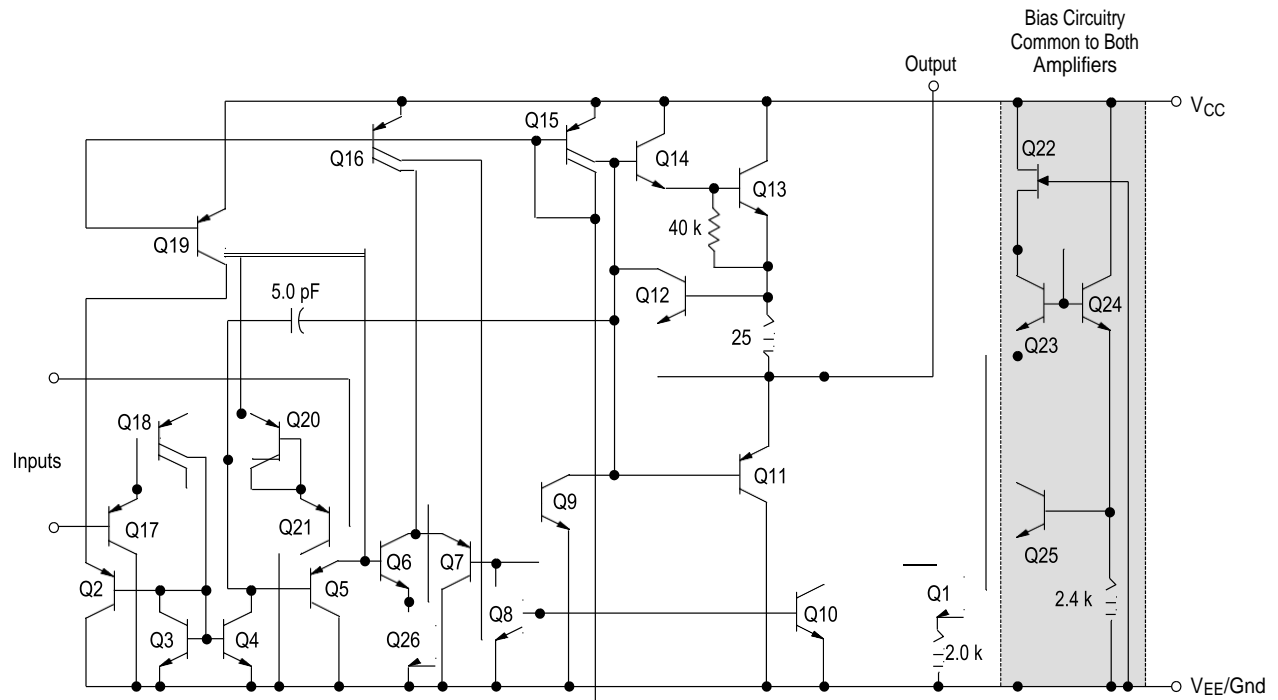 Bias Circuitry
Common to Both
Amplifiers
Output
VCC
Q15
Q16
Q14
Q22
Q13
Q19
40 k
5.0 pF
Q12
Q24
25
Q23
Q18
Q20
Inputs
Q11
Q9
Q17
Q21
Q25
Q6
Q7
Q2
Q5
Q1
2.4 k
Q8
Q10
Q3
Q4
Q26
2.0 k
VEE/Gnd